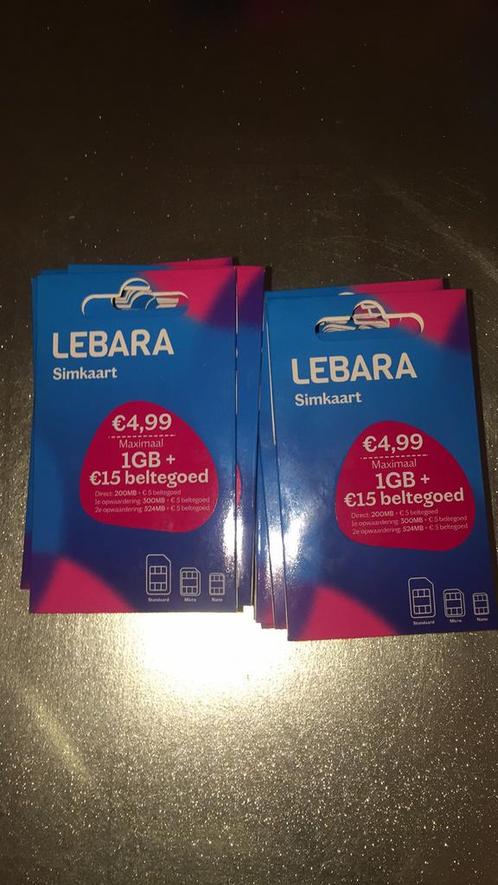 LEBARA
Simkaart
€4,99
Maximaal
1GB +
€15 beltegoed
Direct: 200MB + €5 beltegoed
1e opwaardering: 300MB + €5 beltegoed
2e opwaardering: 524MB + €5 beltegoed
Standaard
Micro
Nano
LEBARA
Simkaart
€4,99
Maximaal
1GB +
€15 beltegoed
Direct: 200MB + €5 beltegoed
1e opwaardering: 300MB + €5 beltegoed
2e opwaardering: 524MB + €5 beltegoed
Standaard
Micro
Nano